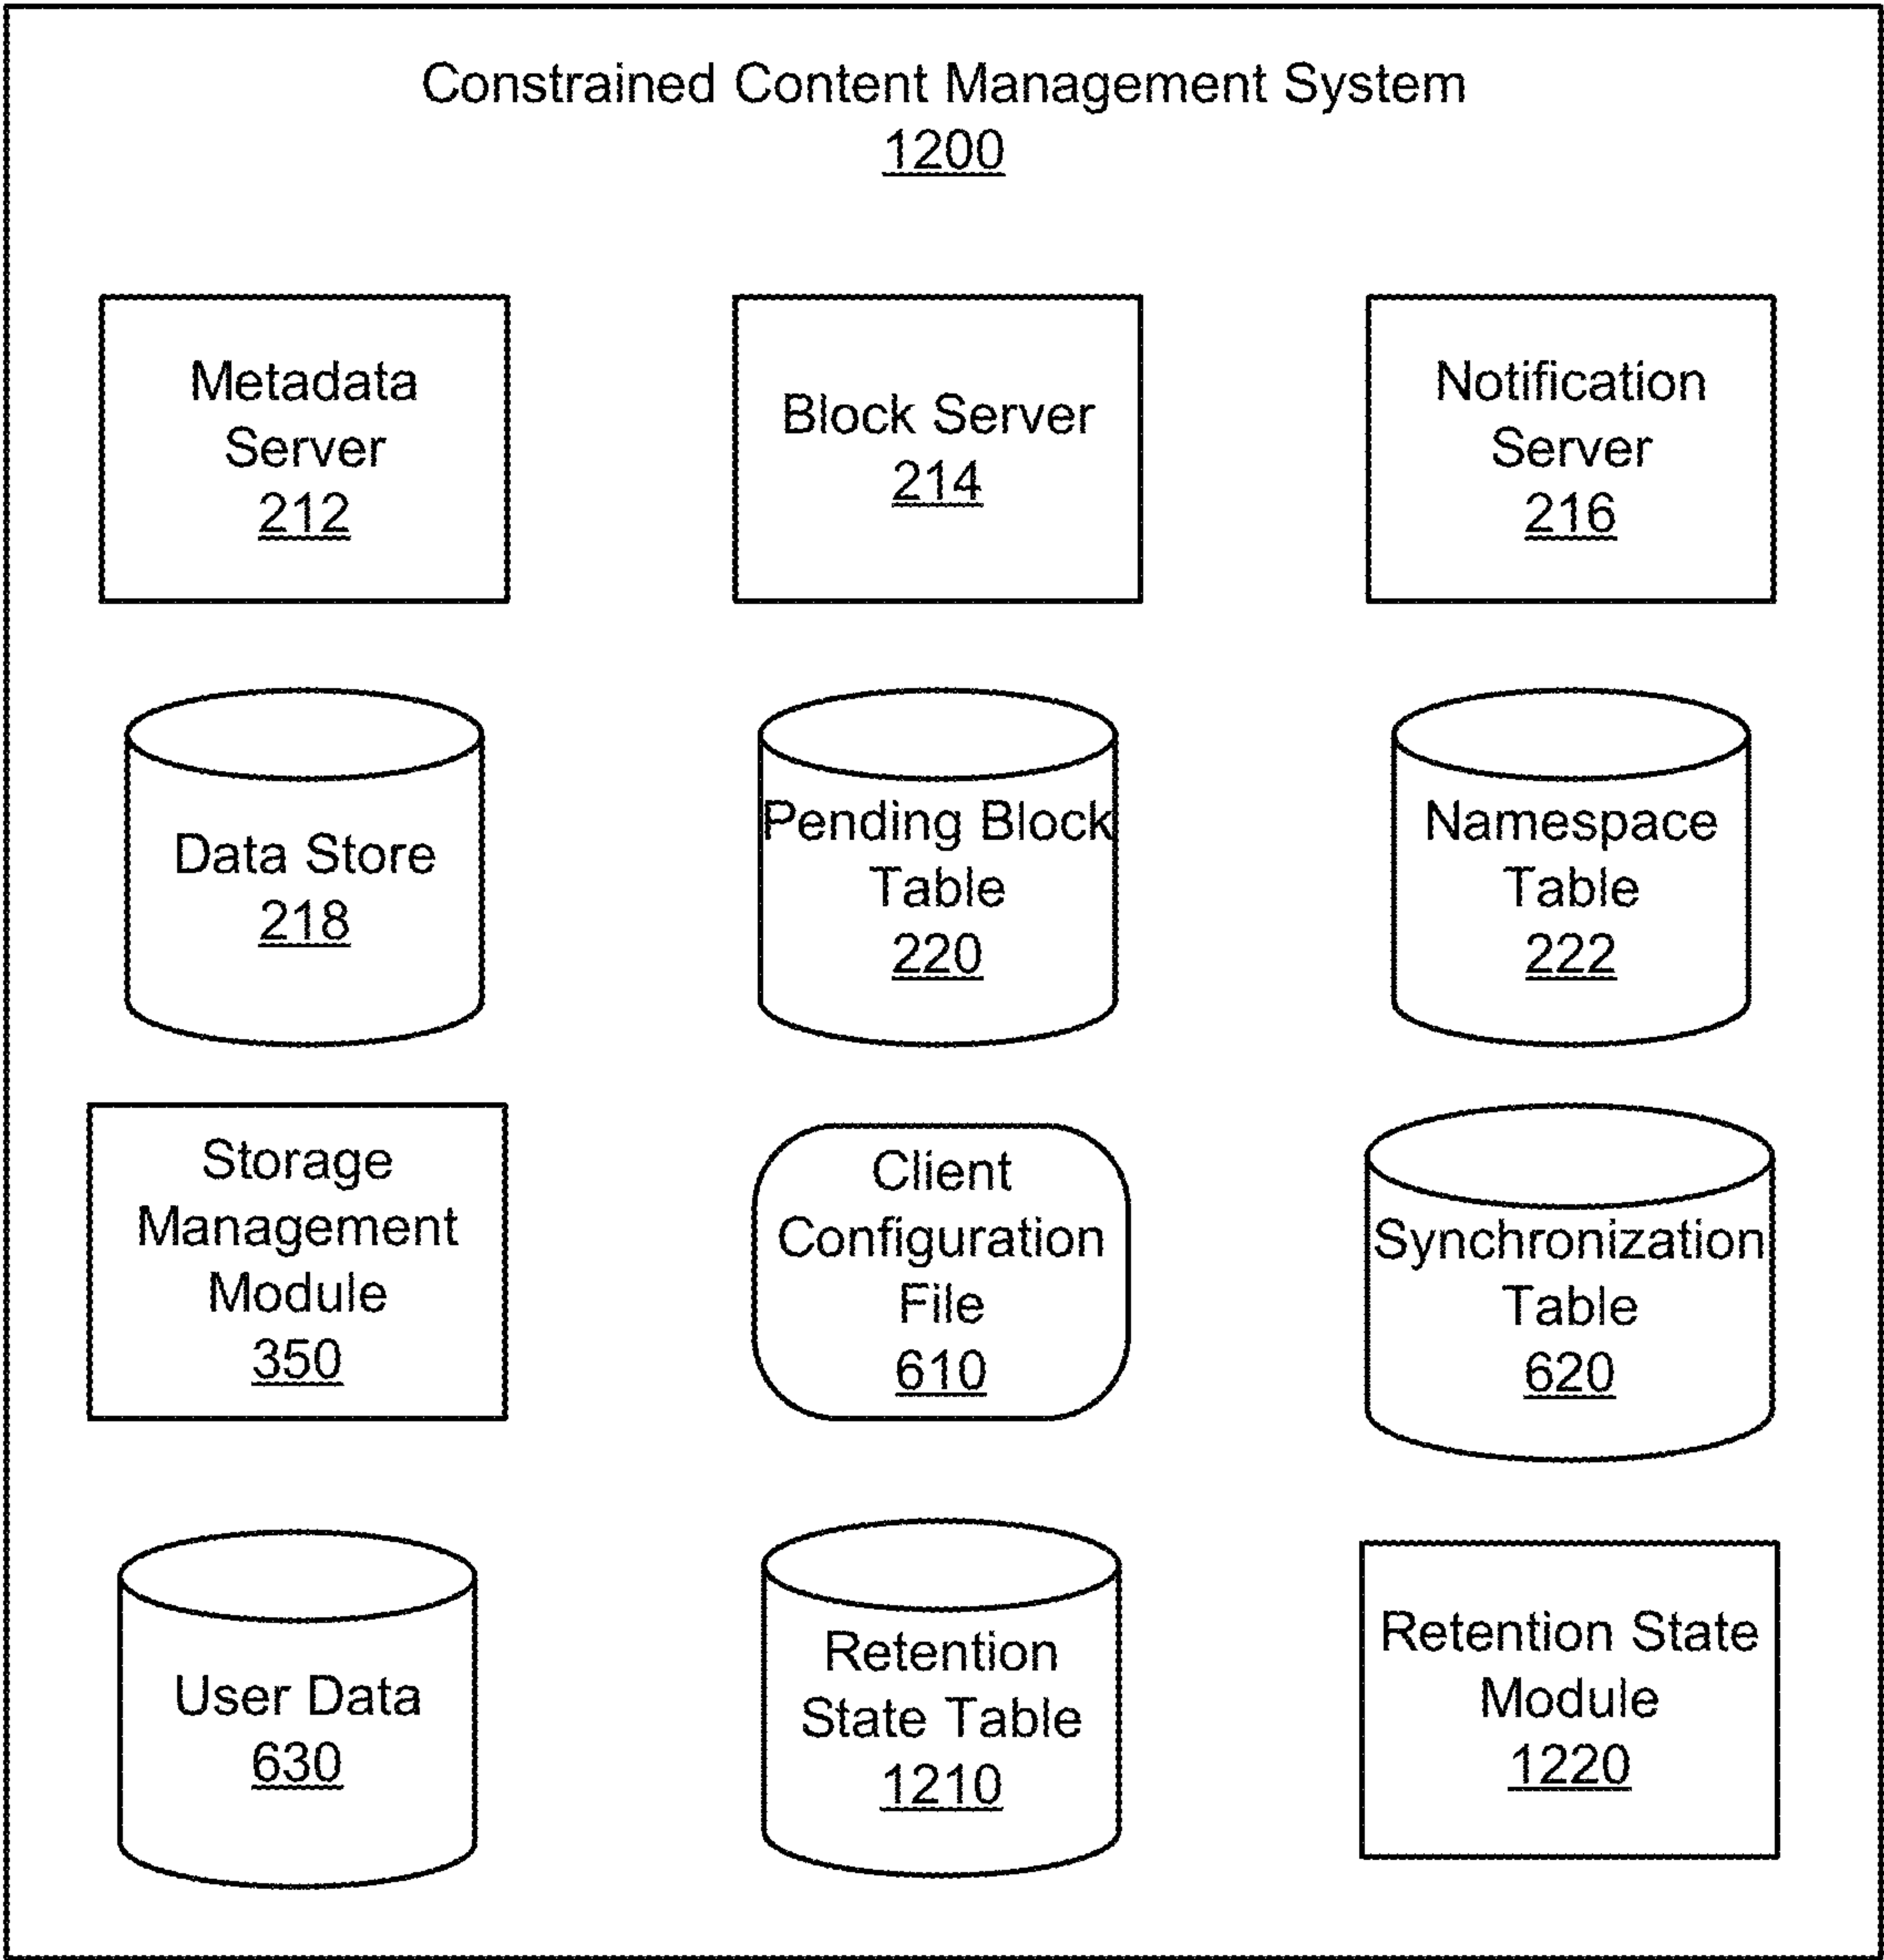 Constrained Content Management System
1200
Metadata
Server
212
Block Server
214
Notification
Server
216
Data Store
218
Pending Block
Table
220
Namespace
Table
222
Storage
Management
Module
350
Client
Configuration
File
610
Synchronization
Table
620
User Data
630
Retention
State Table
1210
Retention State
Module
1220